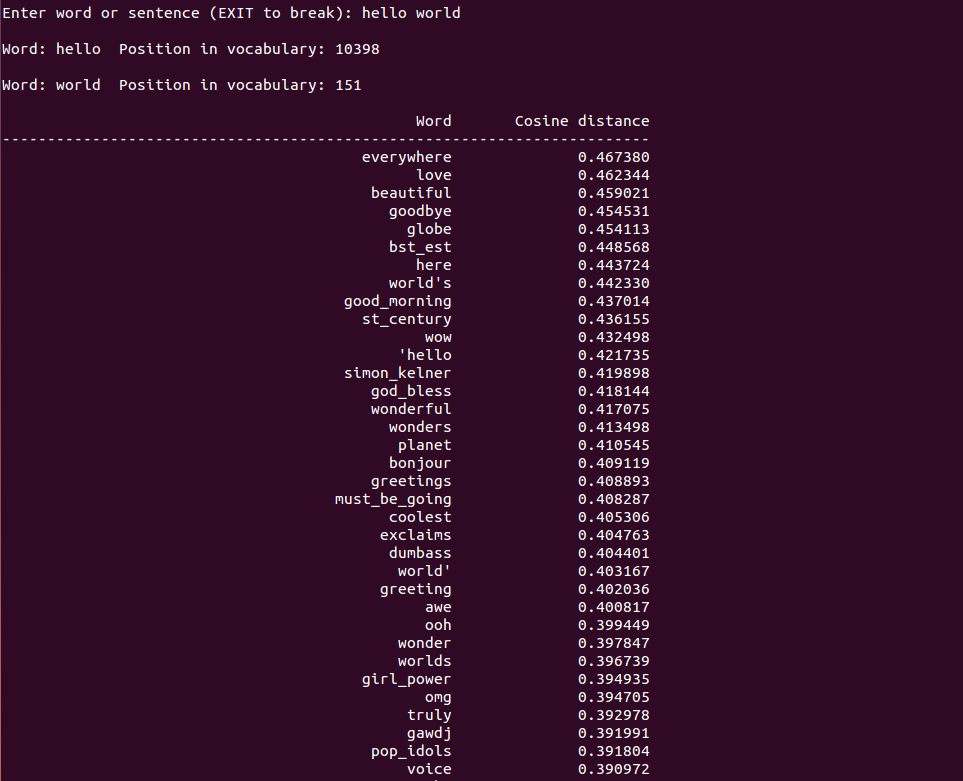 Enter word or sentence (EXIT to break): hello world
Word: hello  Position in vocabulary: 10398
Word: world  Position in vocabulary: 151
Word       Cosine distance
------------------------------------------------------------------------
everywhere              0.467380
love              0.462344
beautiful              0.459021
goodbye              0.454531
globe              0.454113
bst_est              0.448568
here              0.443724
world's              0.442330
good_morning              0.437014
st_century              0.436155
wow              0.432498
'hello              0.421735
simon_kelner              0.419898
god_bless              0.418144
wonderful              0.417075
wonders              0.413498
planet              0.410545
bonjour              0.409119
greetings              0.408893
must_be_going              0.408287
coolest              0.405306
exclaims              0.404763
dumbass              0.404401
world'              0.403167
greeting              0.402036
awe              0.400817
ooh              0.399449
wonder              0.397847
worlds              0.396739
girl_power              0.394935
omg              0.394705
truly              0.392978
gawdj              0.391991
pop_idols              0.391804
voice              0.390972